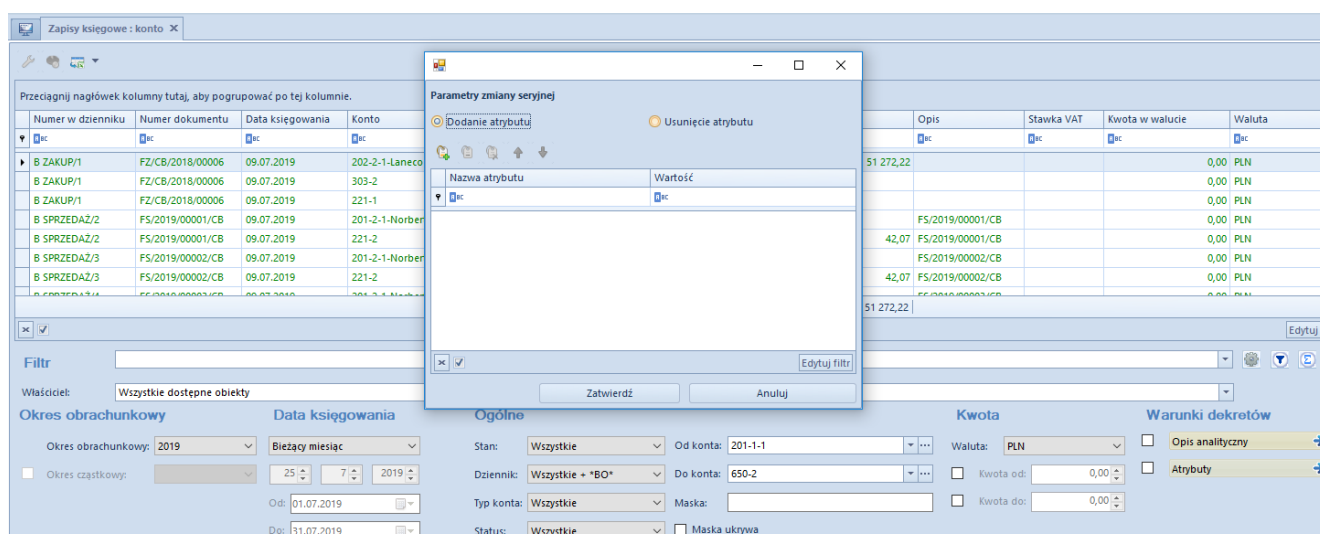 Zapisy księgowe : konto
Przeciągnij nagłówek kolumny tutaj, aby pogrupować po tej kolumnie.
Numer w dzienniku Numer dokumentu Data księgowania Konto Opis Stawka VAT Kwota w walucie Waluta
B ZAKUP/1 FZ/CB/2018/00006 09.07.2019 202-2-1-Laneco 51 272,22 0,00 PLN
B ZAKUP/1 FZ/CB/2018/00006 09.07.2019 303-2 0,00 PLN
B ZAKUP/1 FZ/CB/2018/00006 09.07.2019 221-1 0,00 PLN
B SPRZEDAŻ/2 FS/2019/00001/CB 09.07.2019 201-2-1-Norber FS/2019/00001/CB 0,00 PLN
B SPRZEDAŻ/2 FS/2019/00001/CB 09.07.2019 221-2 42,07 FS/2019/00001/CB 0,00 PLN
B SPRZEDAŻ/3 FS/2019/00002/CB 09.07.2019 201-2-1-Norber FS/2019/00002/CB 0,00 PLN
B SPRZEDAŻ/3 FS/2019/00002/CB 09.07.2019 221-2 42,07 FS/2019/00002/CB 0,00 PLN
51 272,22
Edytuj
Parametry zmiany seryjnej
Dodanie atrybutu Usunięcie atrybutu
Nazwa atrybutu Wartość
Edytuj filtr
Zatwierdź Anuluj
Filtr
Właściciel: Wszystkie dostępne obiekty
Okres obrachunkowy Data księgowania Ogólne Kwota Warunki dekretów
Okres obrachunkowy: 2019 Bieżący miesiąc Stan: Wszystkie Od konta: 201-1-1 Waluta: PLN Opis analityczny
Okres cząstkowy: 25 7 2019 Dziennik: Wszystkie + *BO* Do konta: 650-2 Kwota od: 0,00 Atrybuty
Od: 01.07.2019 Typ konta: Wszystkie Maska: Kwota do: 0,00
Do: 31.07.2019 Status: Wszystkie Maska ukrywa